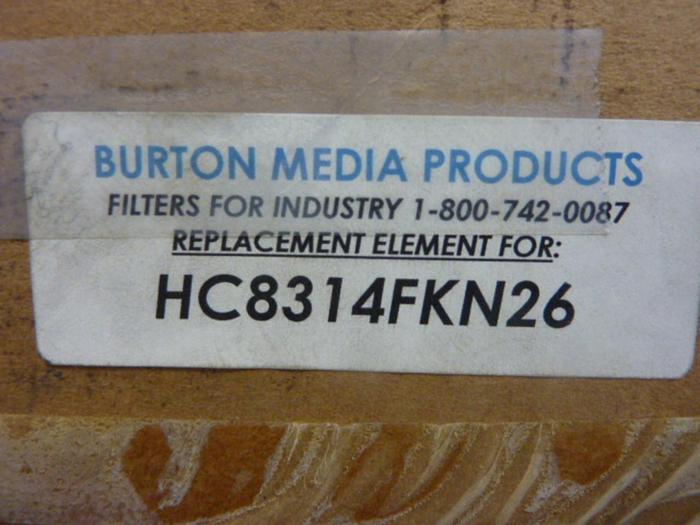 BURTON MEDIA PRODUCTS
FILTERS FOR INDUSTRY 1-800-742-0087
REPLACEMENT ELEMENT FOR:
HC8314FKN26